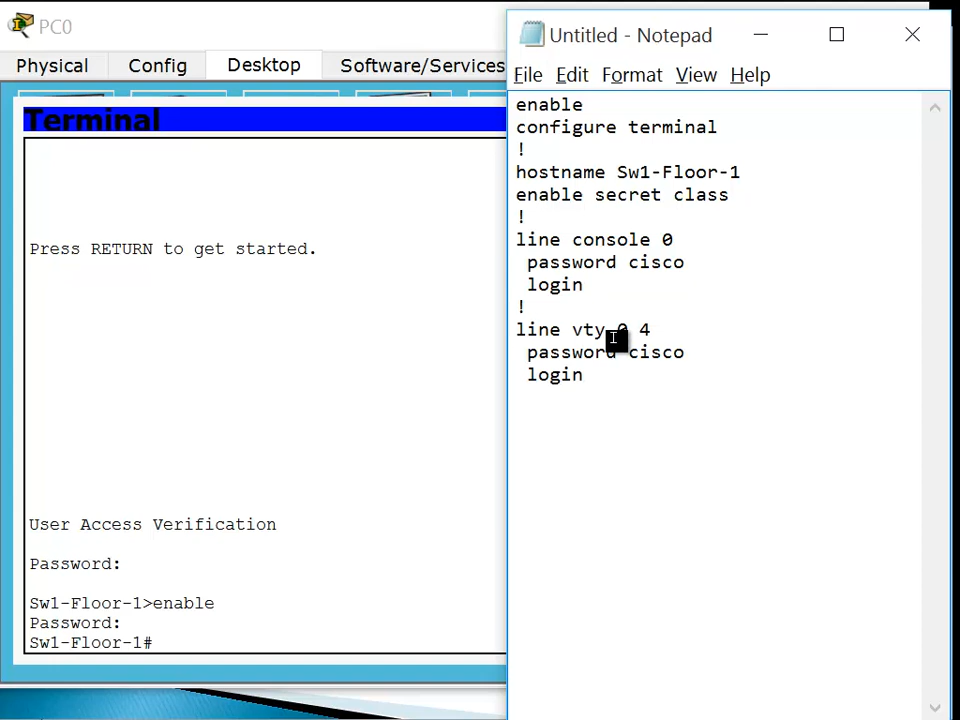 PC0
Physical Config Desktop Software/Services
Terminal
Press RETURN to get started.
User Access Verification
Password:
Sw1-Floor-1>enable
Password:
Sw1-Floor-1#
Untitled - Notepad
File Edit Format View Help
enable
configure terminal
!
hostname Sw1-Floor-1
enable secret class
!
line console 0
 password cisco
 login
!
line vty 0 4
 password cisco
 login